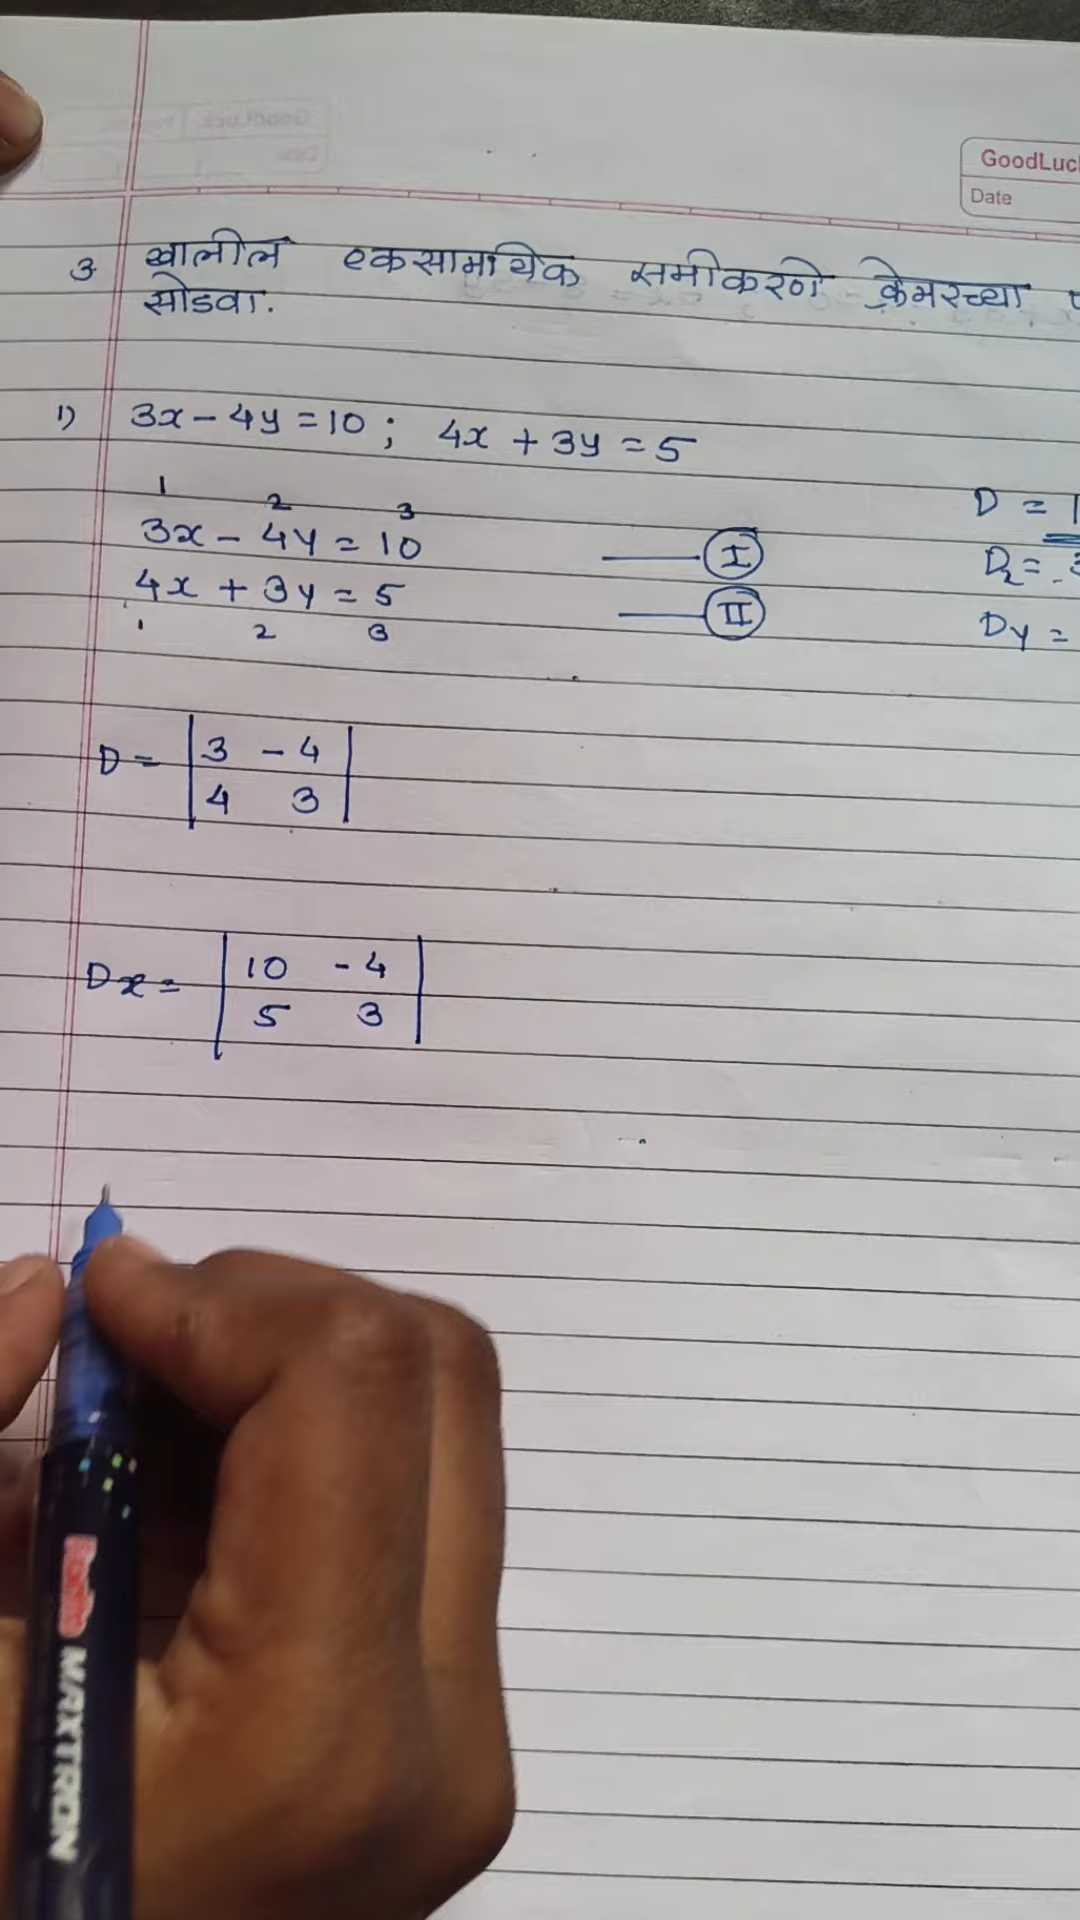 GoodLuc
Date
3 खालील एकसामायिक समीकरणे क्रेमरच्या
सोडवा.
1) 3x - 4y = 10 ; 4x + 3y = 5
1 2 3
3x - 4y = 10 —— I
4x + 3y = 5 —— II
1 2 3
D = 1
Dx =
Dy =
D = | 3 -4 |
| 4 3 |
Dx = | 10 -4 |
| 5 3 |
MAXTRON